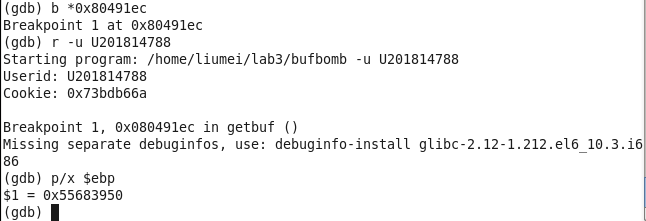 (gdb) b *0x80491ec
Breakpoint 1 at 0x80491ec
(gdb) r -u U201814788
Starting program: /home/liumei/lab3/bufbomb -u U201814788
Userid: U201814788
Cookie: 0x73bdb66a
Breakpoint 1, 0x080491ec in getbuf ()
Missing separate debuginfos, use: debuginfo-install glibc-2.12-1.212.el6_10.3.i6
86
(gdb) p/x $ebp
$1 = 0x55683950
(gdb)